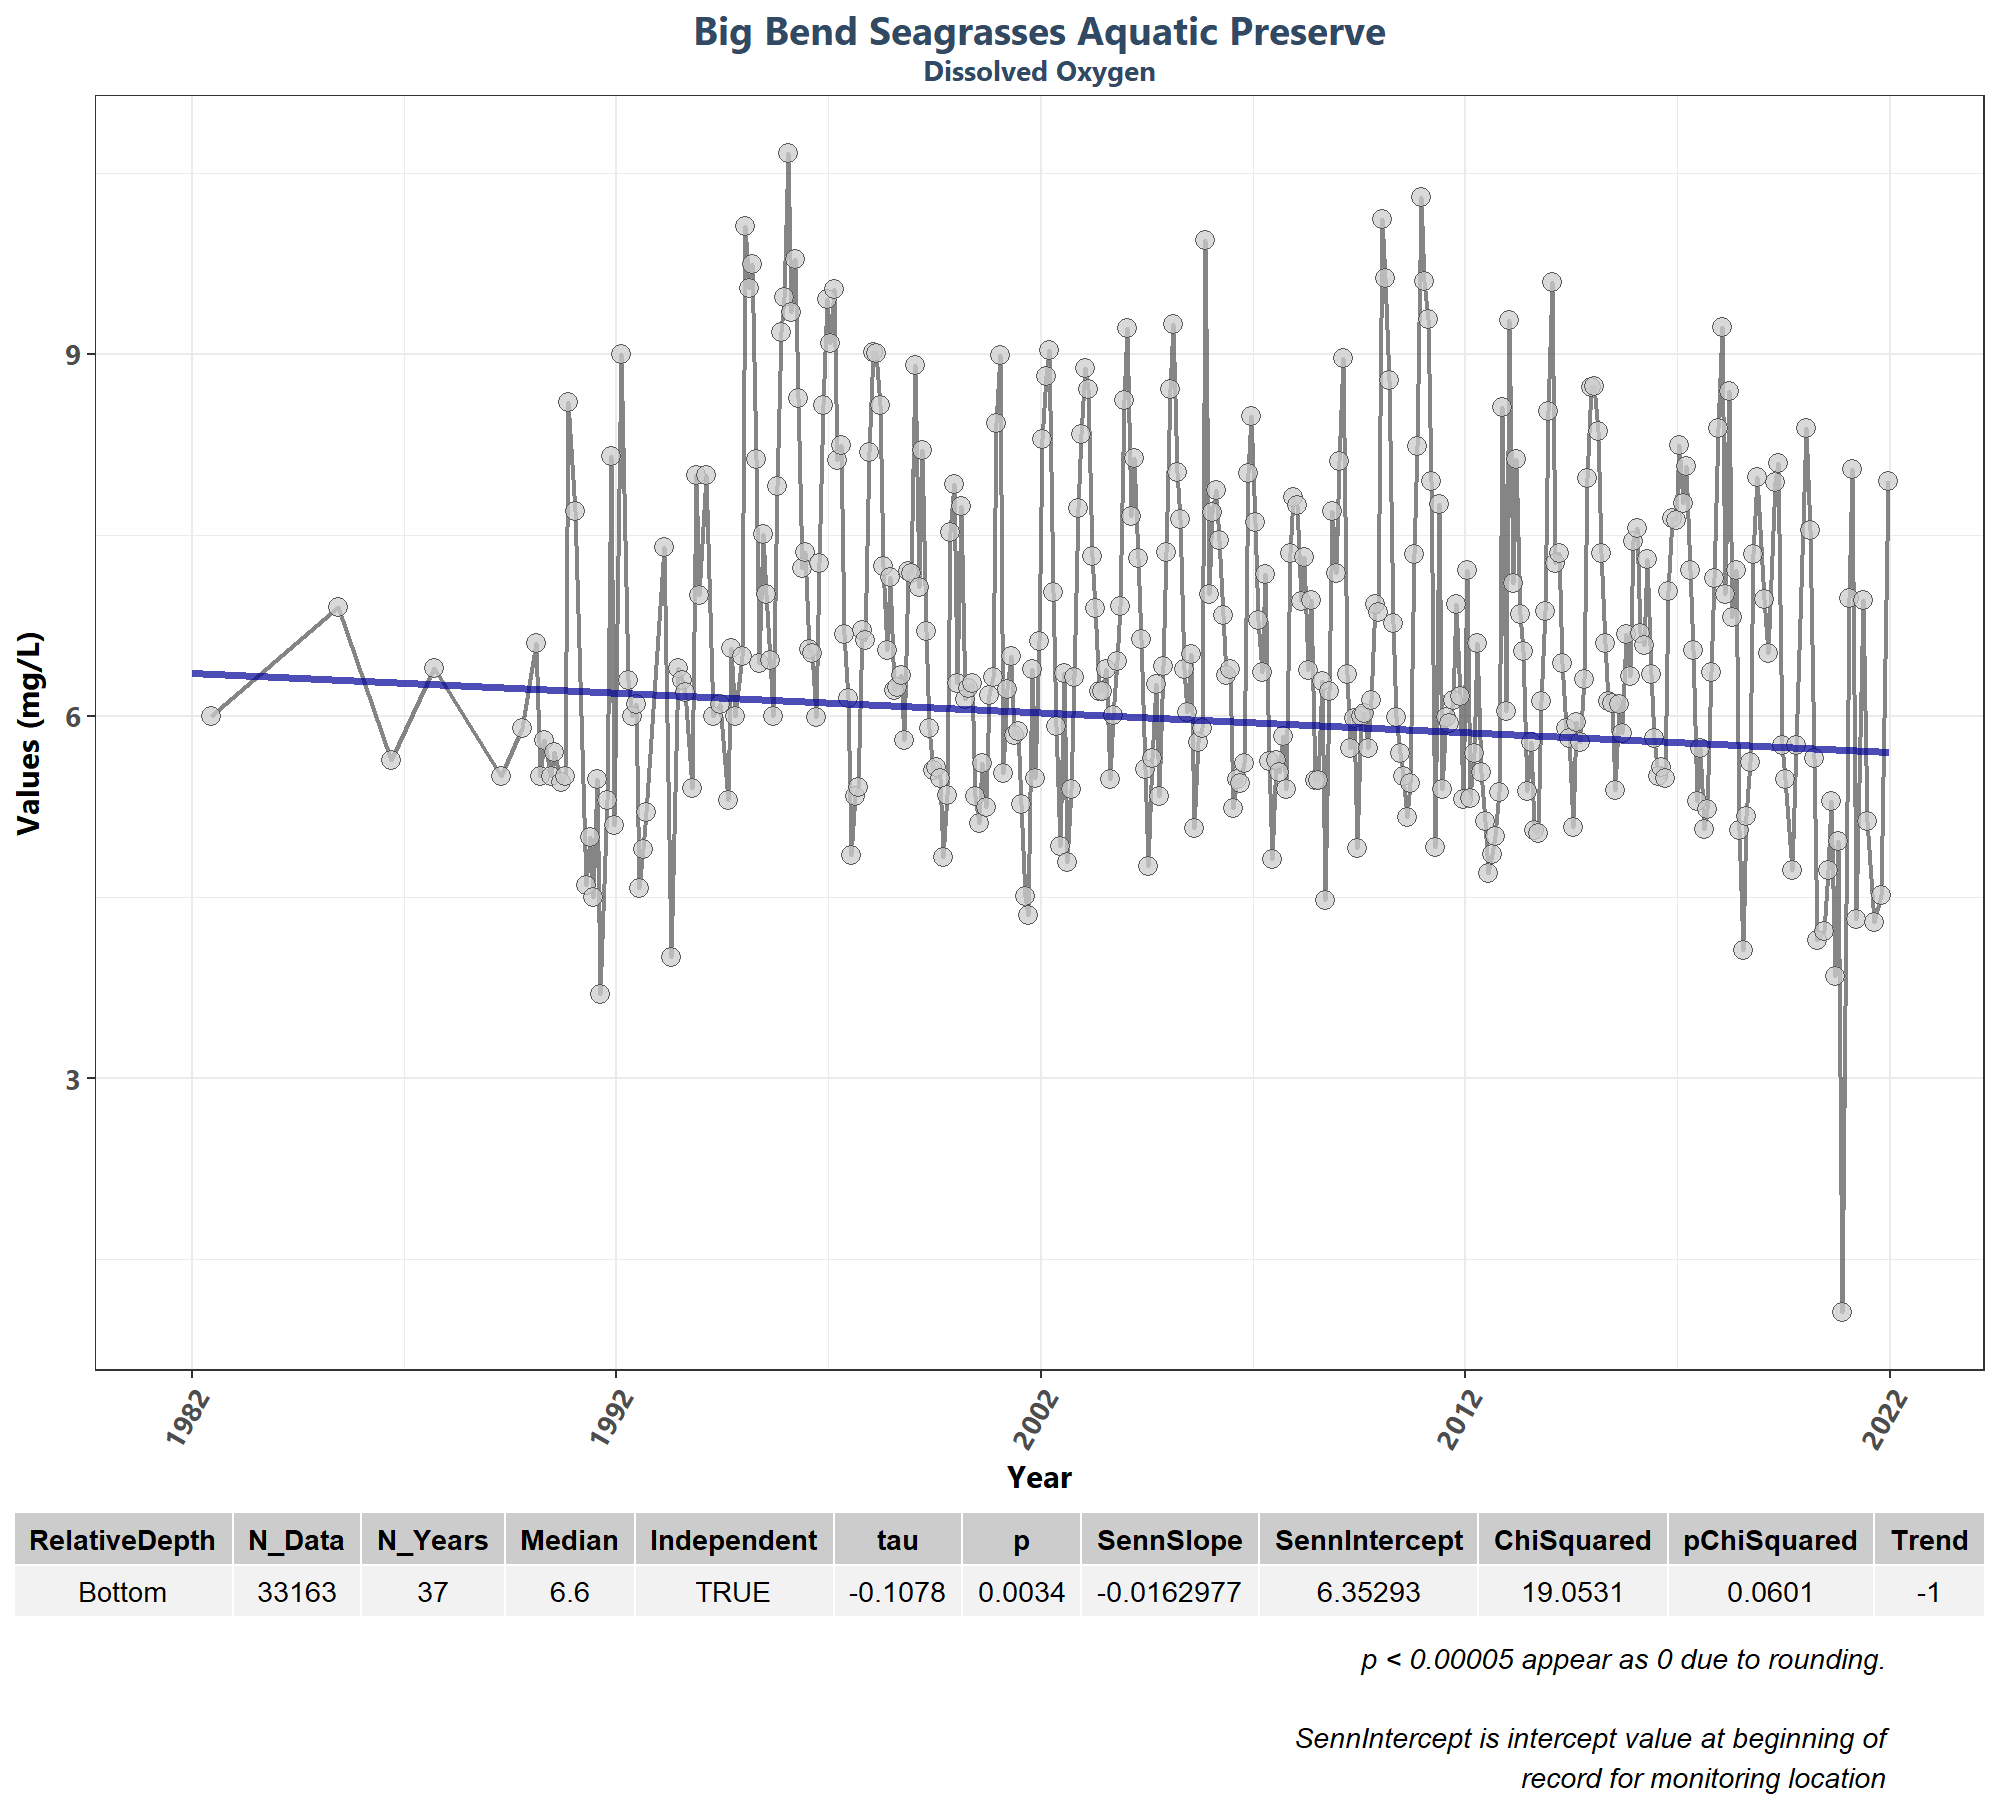 Big Bend Seagrasses Aquatic Preserve
Dissolved Oxygen
Values (mg/L)
9
6
3
1982
1992
2002
2012
2022
Year
RelativeDepth N_Data N_Years Median Independent tau p SennSlope SennIntercept ChiSquared pChiSquared Trend
Bottom 33163 37 6.6 TRUE -0.1078 0.0034 -0.0162977 6.35293 19.0531 0.0601 -1
p < 0.00005 appear as 0 due to rounding.
SennIntercept is intercept value at beginning of
record for monitoring location